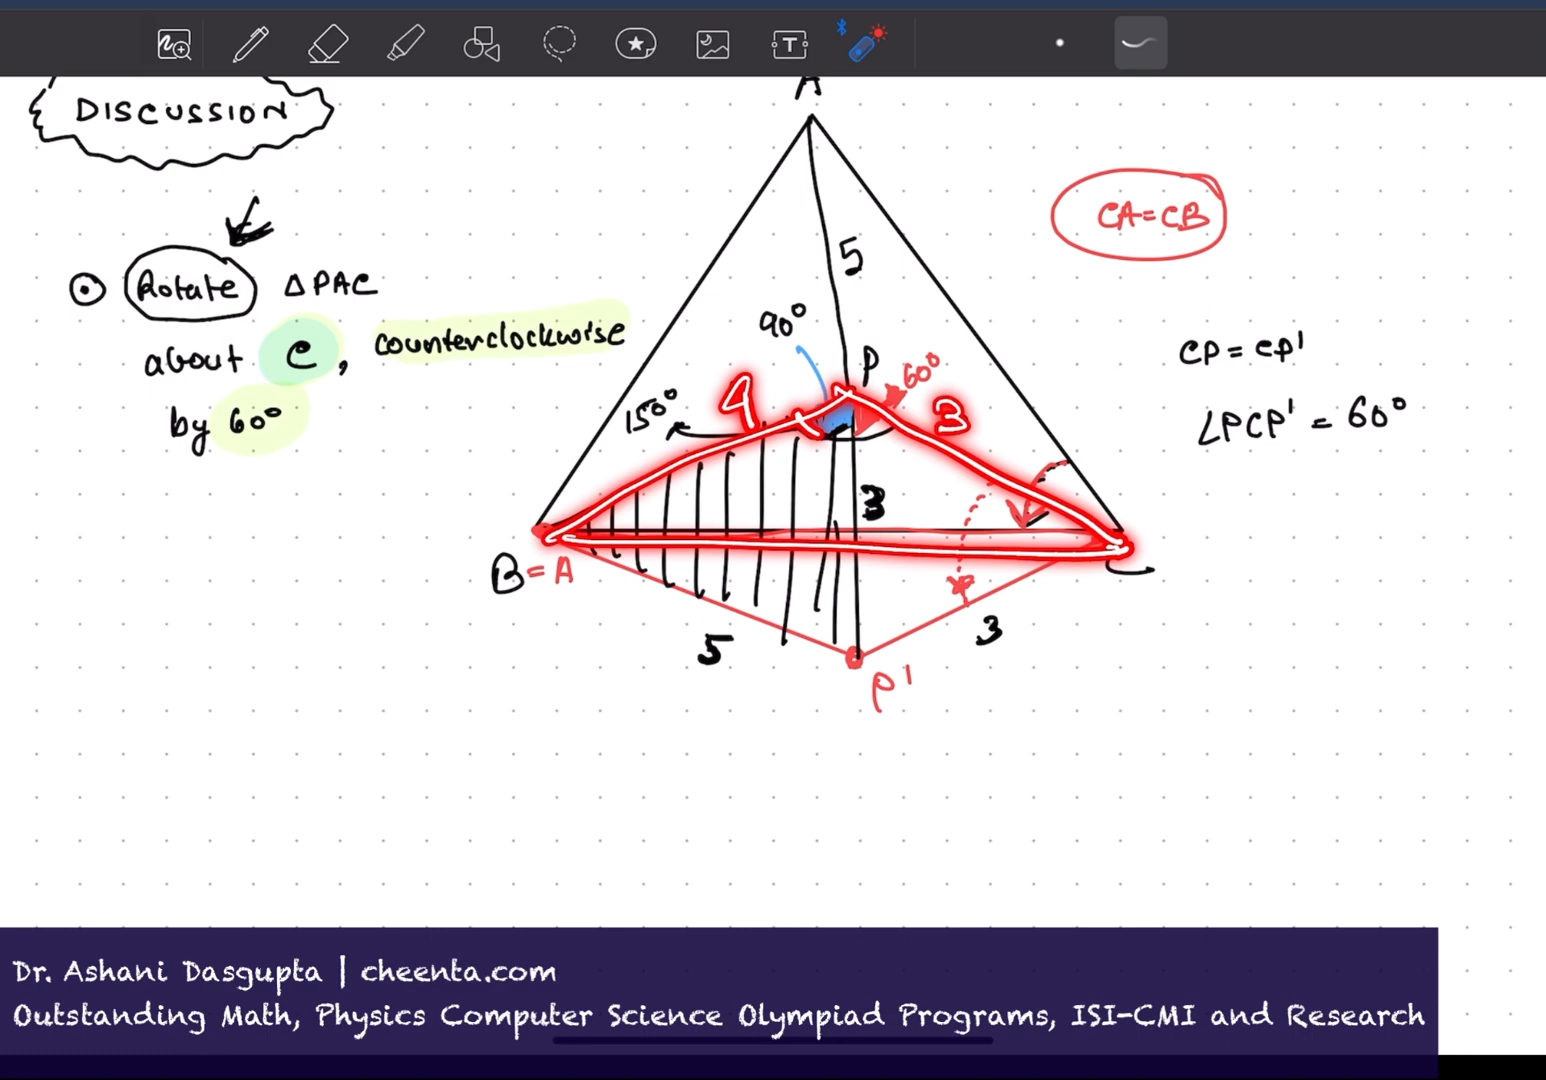 A
DISCUSSION
CA=CB
Rotate ΔPAC
about C, counterclockwise
by 60°
5
90°
P
60°
CP = CP'
∠PCP' = 60°
150°
4
3
3
B = A
C
5
3
P'
Dr. Ashani Dasgupta | cheenta.com
Outstanding Math, Physics Computer Science Olympiad Programs, ISI-CMI and Research